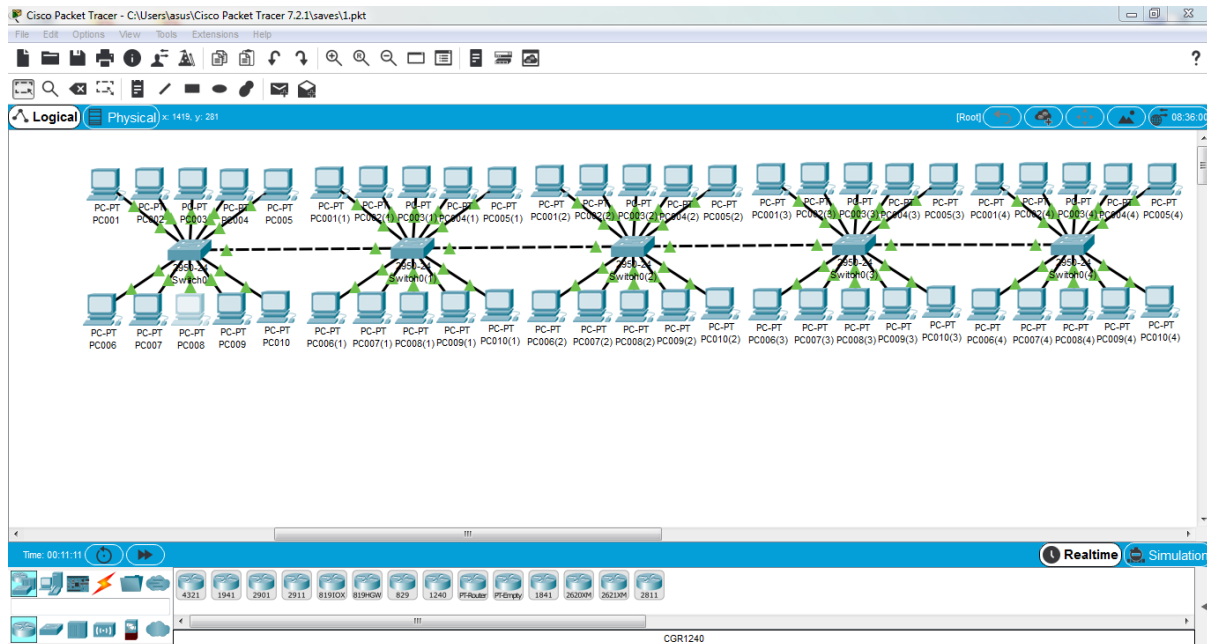 Cisco Packet Tracer - C:\Users\asus\Cisco Packet Tracer 7.2.1\saves\1.pkt
File Edit Options View Tools Extensions Help
?
Logical Physical x: 1419, y: 281 [Root] 08:36:00
PC-PT PC-PT PC-PT PC-PT PC-PT PC-PT PC-PT PC-PT PC-PT PC-PT PC-PT PC-PT PC-PT PC-PT PC-PT PC-PT PC-PT PC-PT PC-PT PC-PT PC-PT PC-PT PC-PT PC-PT PC-PT
PC001 PC002 PC003 PC004 PC005 PC001(1) PC002(1) PC003(1) PC004(1) PC005(1) PC001(2) PC002(2) PC003(2) PC004(2) PC005(2) PC001(3) PC002(3) PC003(3) PC004(3) PC005(3) PC001(4) PC002(4) PC003(4) PC004(4) PC005(4)
2950-24 2950-24 2950-24 2950-24 2950-24
Switch0 Switch0(1) Switch0(2) Switch0(3) Switch0(4)
PC-PT PC-PT PC-PT PC-PT PC-PT PC-PT PC-PT PC-PT PC-PT PC-PT PC-PT PC-PT PC-PT PC-PT PC-PT PC-PT PC-PT PC-PT PC-PT PC-PT PC-PT PC-PT PC-PT PC-PT PC-PT
PC006 PC007 PC008 PC009 PC010 PC006(1) PC007(1) PC008(1) PC009(1) PC010(1) PC006(2) PC007(2) PC008(2) PC009(2) PC010(2) PC006(3) PC007(3) PC008(3) PC009(3) PC010(3) PC006(4) PC007(4) PC008(4) PC009(4) PC010(4)
Time: 00:11:11 Realtime Simulation
4321 1941 2901 2911 819IOX 819HGW 829 1240 PT-Router PT-Empty 1841 2620XM 2621XM 2811
CGR1240